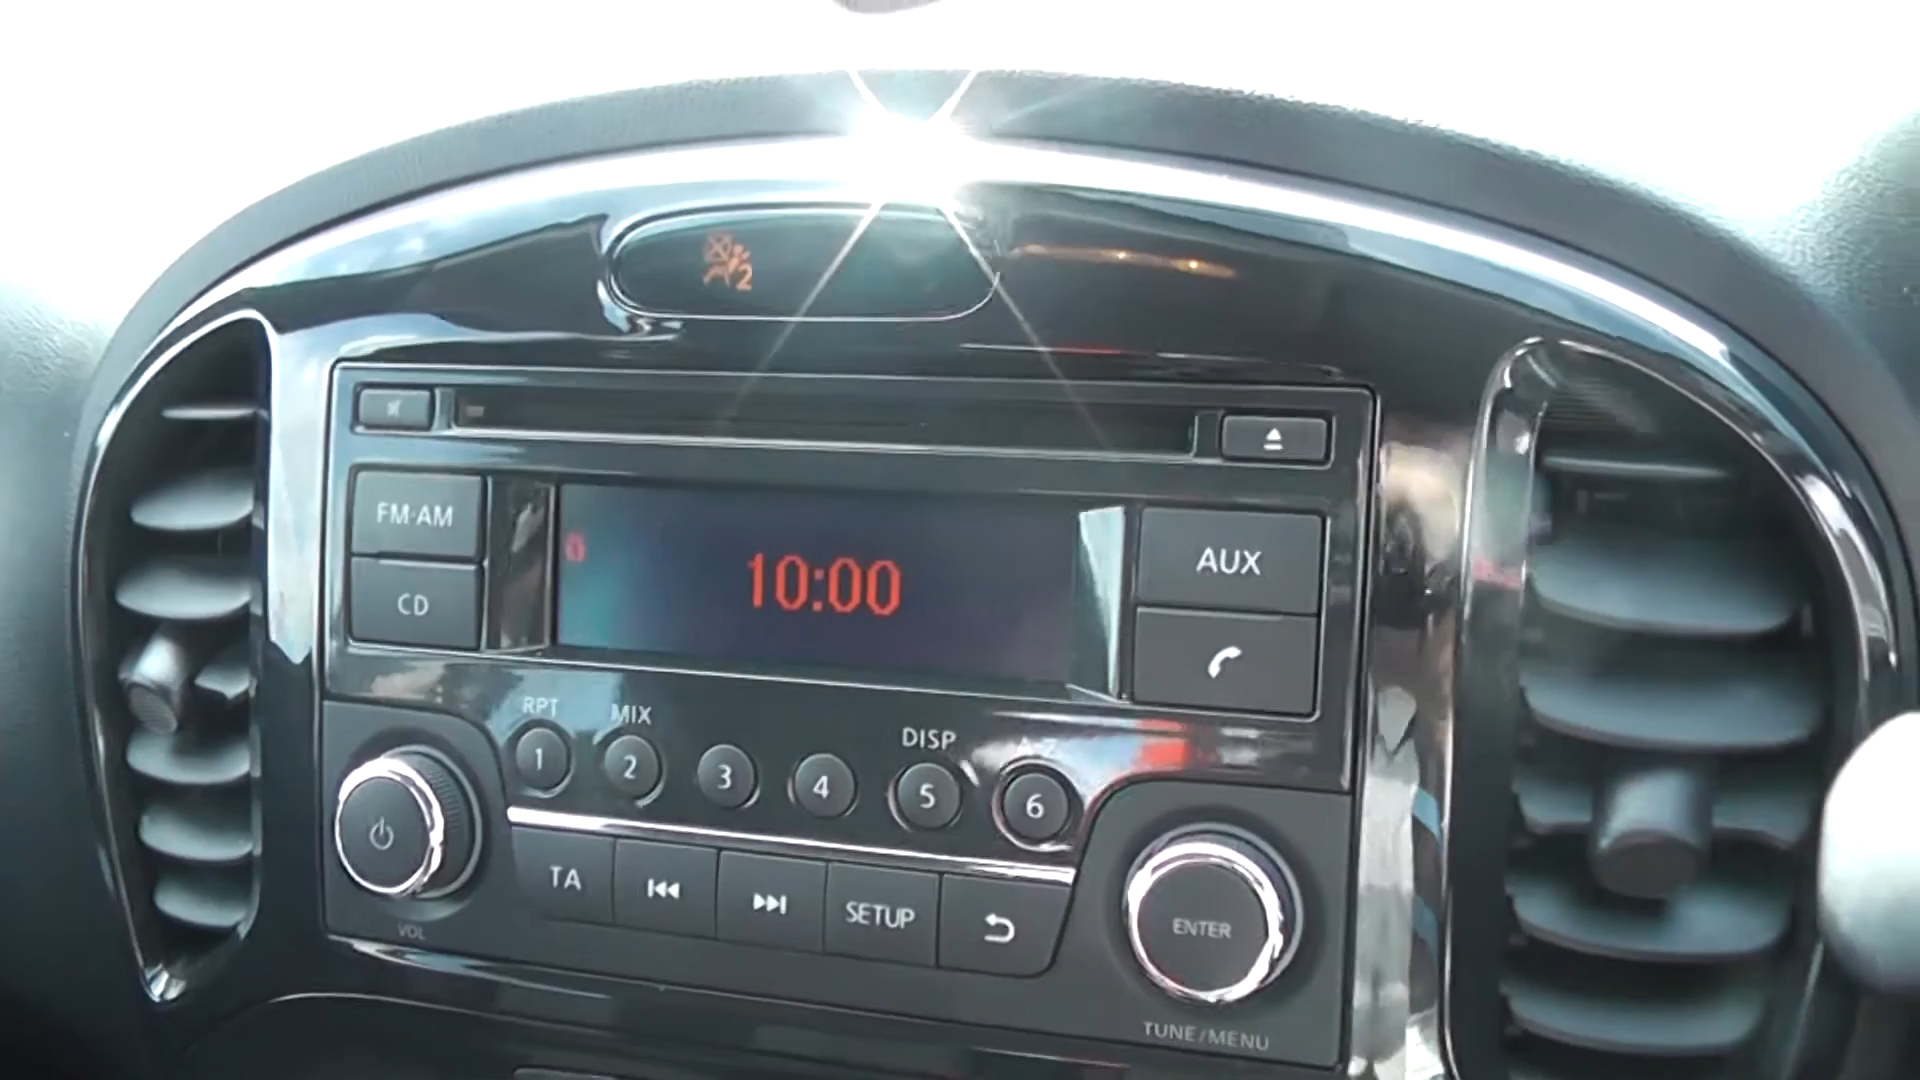 2
FM·AM
CD
10:00
AUX
RPT
MIX
DISP
A-Z
1
2
3
4
5
6
TA
SETUP
ENTER
VOL
TUNE/MENU